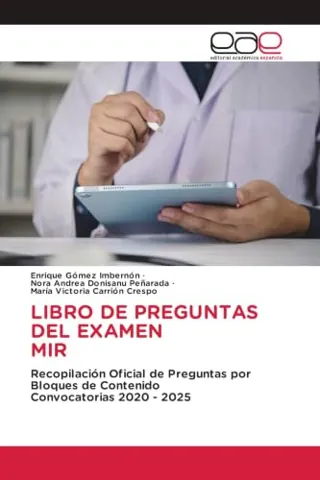 eae
editorial académica española
Enrique Gómez Imbernón ·
Nora Andrea Donisanu Peñarada ·
María Victoria Carrión Crespo
LIBRO DE PREGUNTAS
DEL EXAMEN
MIR
Recopilación Oficial de Preguntas por
Bloques de Contenido
Convocatorias 2020 - 2025